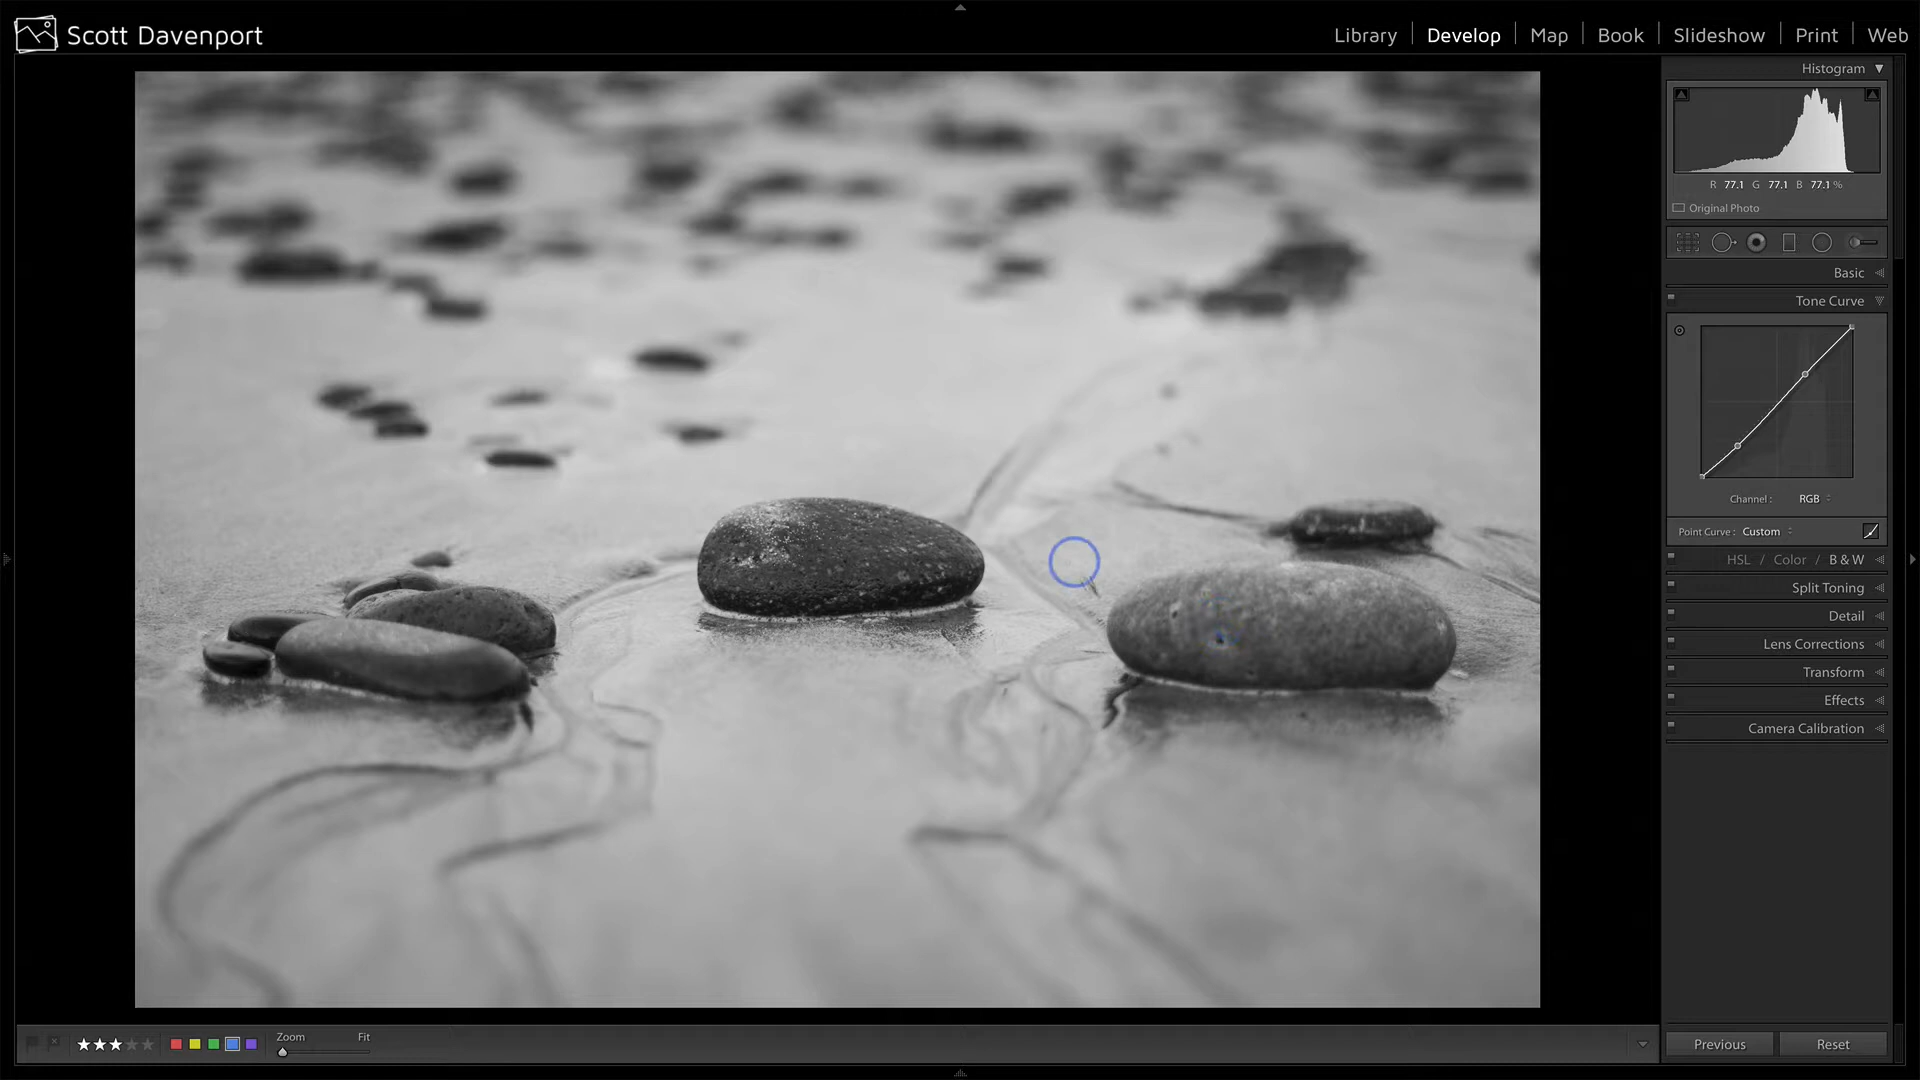 Scott Davenport
Library | Develop | Map | Book | Slideshow | Print | Web
Histogram
R 77.1 G 77.1 B 77.1 %
Original Photo
Basic
Tone Curve
Channel : RGB
Point Curve : Custom
HSL / Color / B & W
Split Toning
Detail
Lens Corrections
Transform
Effects
Camera Calibration
Zoom Fit
Previous Reset